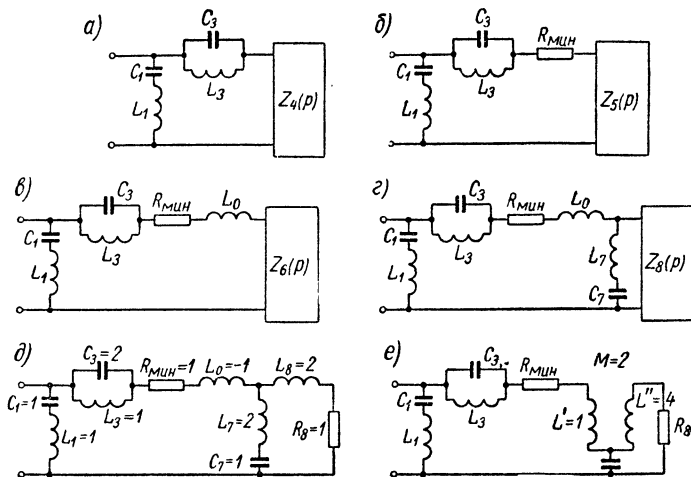 а)
C₃
C₁
L₁
L₃
Z₄(p)
б)
C₃
Rмин
C₁
L₁
L₃
Z₅(p)
в)
C₃
Rмин
L₀
C₁
L₁
L₃
Z₆(p)
г)
C₃
Rмин
L₀
C₁
L₁
L₃
L₇
C₇
Z₈(p)
д)
C₃=2
Rмин=1
L₀=-1
L₈=2
C₁=1
L₁=1
L₃=1
L₇=2
C₇=1
R₈=1
е)
C₃
Rмин
M=2
C₁
L₁
L₃
L'=1
L''=4
R₈